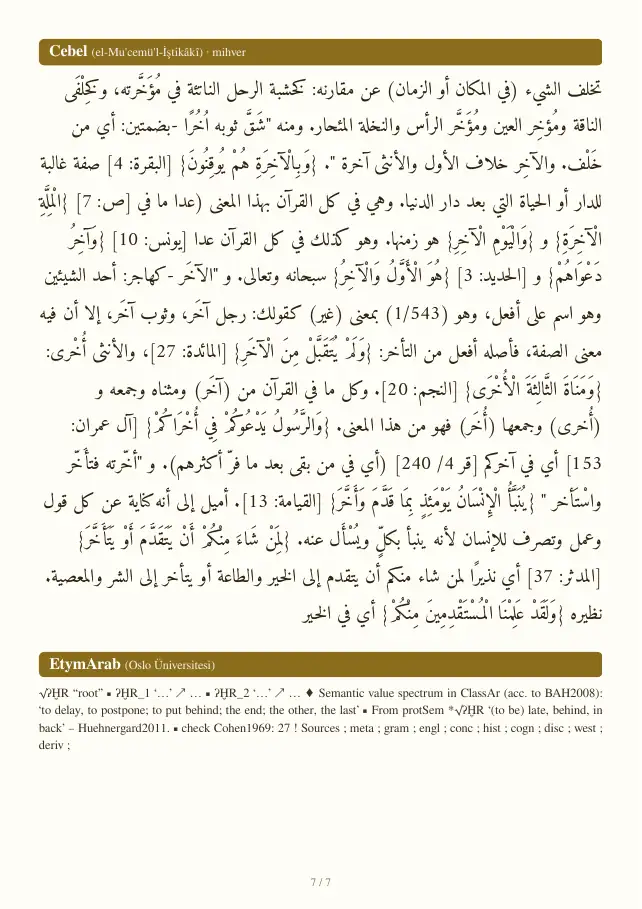 Cebel (el-Mu'cemü'l-İştikākī) · mihver
تخلف الشيء (في المكان أو الزمان) عن مقارنه: كخشبة الرحل الناتئة في مُؤَخَّرته، وكخِلْفَى
الناقة ومُؤخِر العين ومُؤَخَّر الرأس والنخلة المئحار. ومنه "شَقَّ ثوبه أُخُرًا -بضمتين: أي من
خَلْف. والآخِر خلاف الأول والأنثى آخرة ". {وَبِالْآخِرَةِ هُمْ يُوقِنُونَ} [البقرة: 4] صفة غالبة
للدار أو الحياة التي بعد دار الدنيا. وهي في كل القرآن بهذا المعنى (عدا ما في [ص: 7] {الْمِلَّةِ
الْآخِرَةِ} و {وَالْيَوْمِ الْآخِرِ} هو زمنها. وهو كذلك في كل القرآن عدا [يونس: 10] {وَآخِرُ
دَعْوَاهُمْ} و [الحديد: 3] {هُوَ الْأَوَّلُ وَالْآخِرُ} سبحانه وتعالى. و "الآخَر -كهاجر: أحد الشيئين
وهو اسم على أفعل، وهو (1/543) بمعنى (غير) كقولك: رجل آخَر، وثوب آخَر، إلا أن فيه
معنى الصفة، فأصله أفعل من التأخر: {وَلَمْ يُتَقَبَّلْ مِنَ الْآخَرِ} [المائدة: 27]، والأنثى أُخْرى:
{وَمَنَاةَ الثَّالِثَةَ الْأُخْرَى} [النجم: 20]. وكل ما في القرآن من (آخَر) ومثناه وجمعه و
(أُخرى) وجمعها (أُخَر) فهو من هذا المعنى. {وَالرَّسُولُ يَدْعُوكُمْ فِي أُخْرَاكُمْ} [آل عمران:
153] أي في آخركم [قر 4/ 240] (أي في من بقى بعد ما فرّ أكثرهم). و "أخّرته فتأخّر
واسْتَأخر " {يُنَبَّأُ الْإِنْسَانُ يَوْمَئِذٍ بِمَا قَدَّمَ وَأَخَّرَ} [القيامة: 13]. أميل إلى أنه كناية عن كل قول
وعمل وتصرف للإنسان لأنه ينبأ بكلٍّ ويُسْأَل عنه. {لِمَنْ شَاءَ مِنْكُمْ أَنْ يَتَقَدَّمَ أَوْ يَتَأَخَّرَ}
[المدثر: 37] أي نذيرًا لمن شاء منكم أن يتقدم إلى الخير والطاعة أو يتأخر إلى الشر والمعصية.
نظيره {وَلَقَدْ عَلِمْنَا الْمُسْتَقْدِمِينَ مِنْكُمْ} أي في الخير
EtymArab (Oslo Üniversitesi)
√ʔḪR “root” ▪ ʔḪR_1 ‘…’ ↗ … ▪ ʔḪR_2 ‘…’ ↗ … ♦ Semantic value spectrum in ClassAr (acc. to BAH2008):
‘to delay, to postpone; to put behind; the end; the other, the last’ ▪ From protSem *√ʔḪR ‘(to be) late, behind, in
back’ – Huehnergard2011. ▪ check Cohen1969: 27 ! Sources ; meta ; gram ; engl ; conc ; hist ; cogn ; disc ; west ;
deriv ;
7 / 7